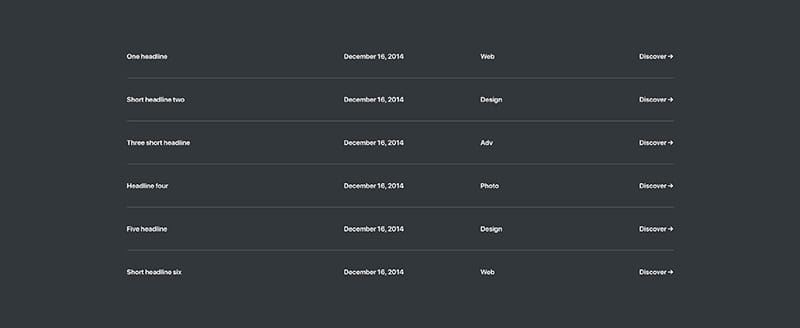 One headline December 16, 2014 Web Discover →
Short headline two December 16, 2014 Design Discover →
Three short headline December 16, 2014 Adv Discover →
Headline four December 16, 2014 Photo Discover →
Five headline December 16, 2014 Design Discover →
Short headline six December 16, 2014 Web Discover →